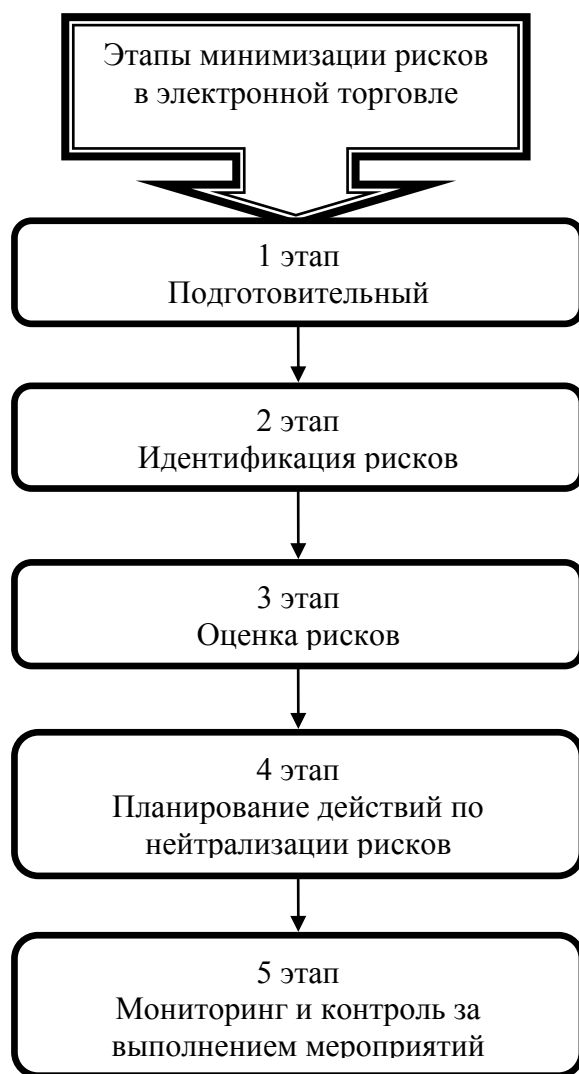 Этапы минимизации рисков
в электронной торговле
1 этап
Подготовительный
2 этап
Идентификация рисков
3 этап
Оценка рисков
4 этап
Планирование действий по
нейтрализации рисков
5 этап
Мониторинг и контроль за
выполнением мероприятий